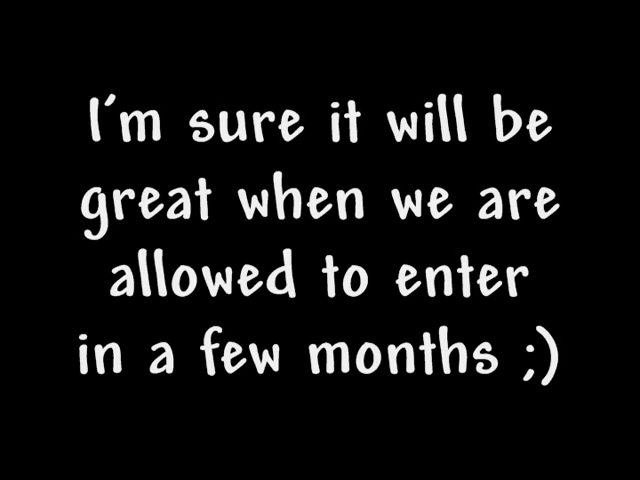 I'm sure it will be
great when we are
allowed to enter
in a few months ;)